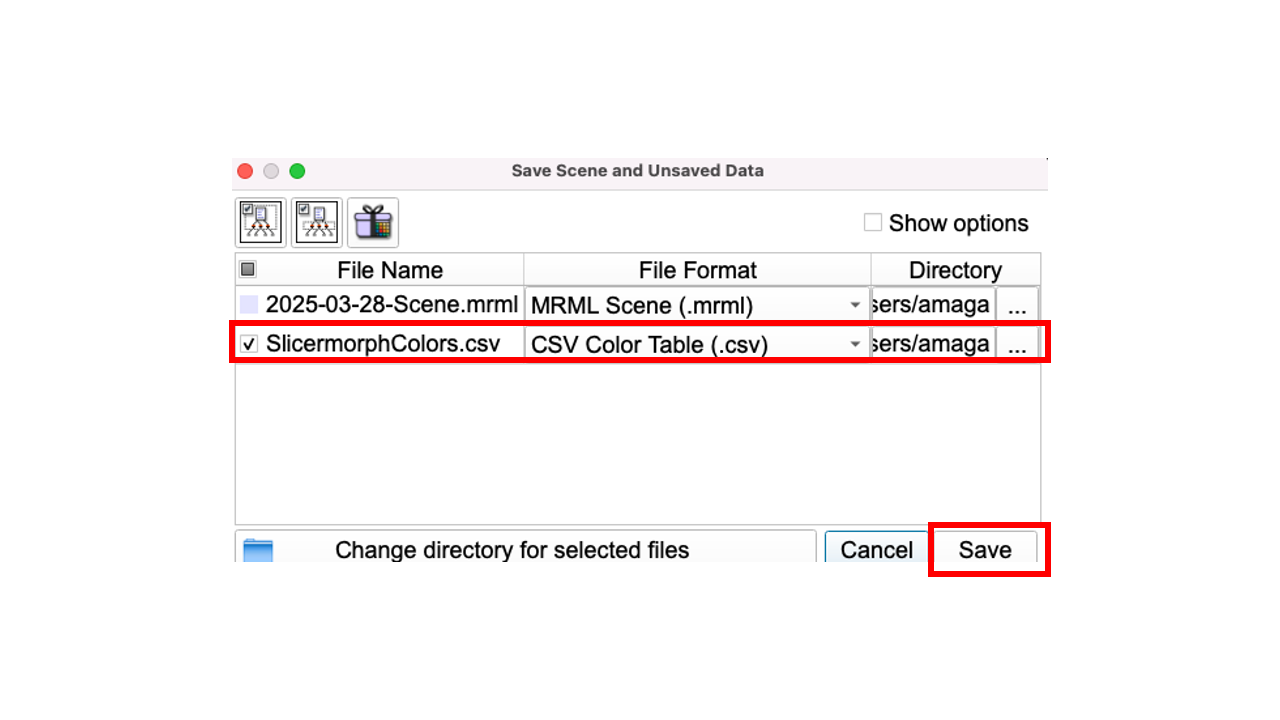 Save Scene and Unsaved Data
Show options
File Name File Format Directory
2025-03-28-Scene.mrml MRML Scene (.mrml) sers/amaga ...
SlicermorphColors.csv CSV Color Table (.csv) sers/amaga ...
Change directory for selected files Cancel Save